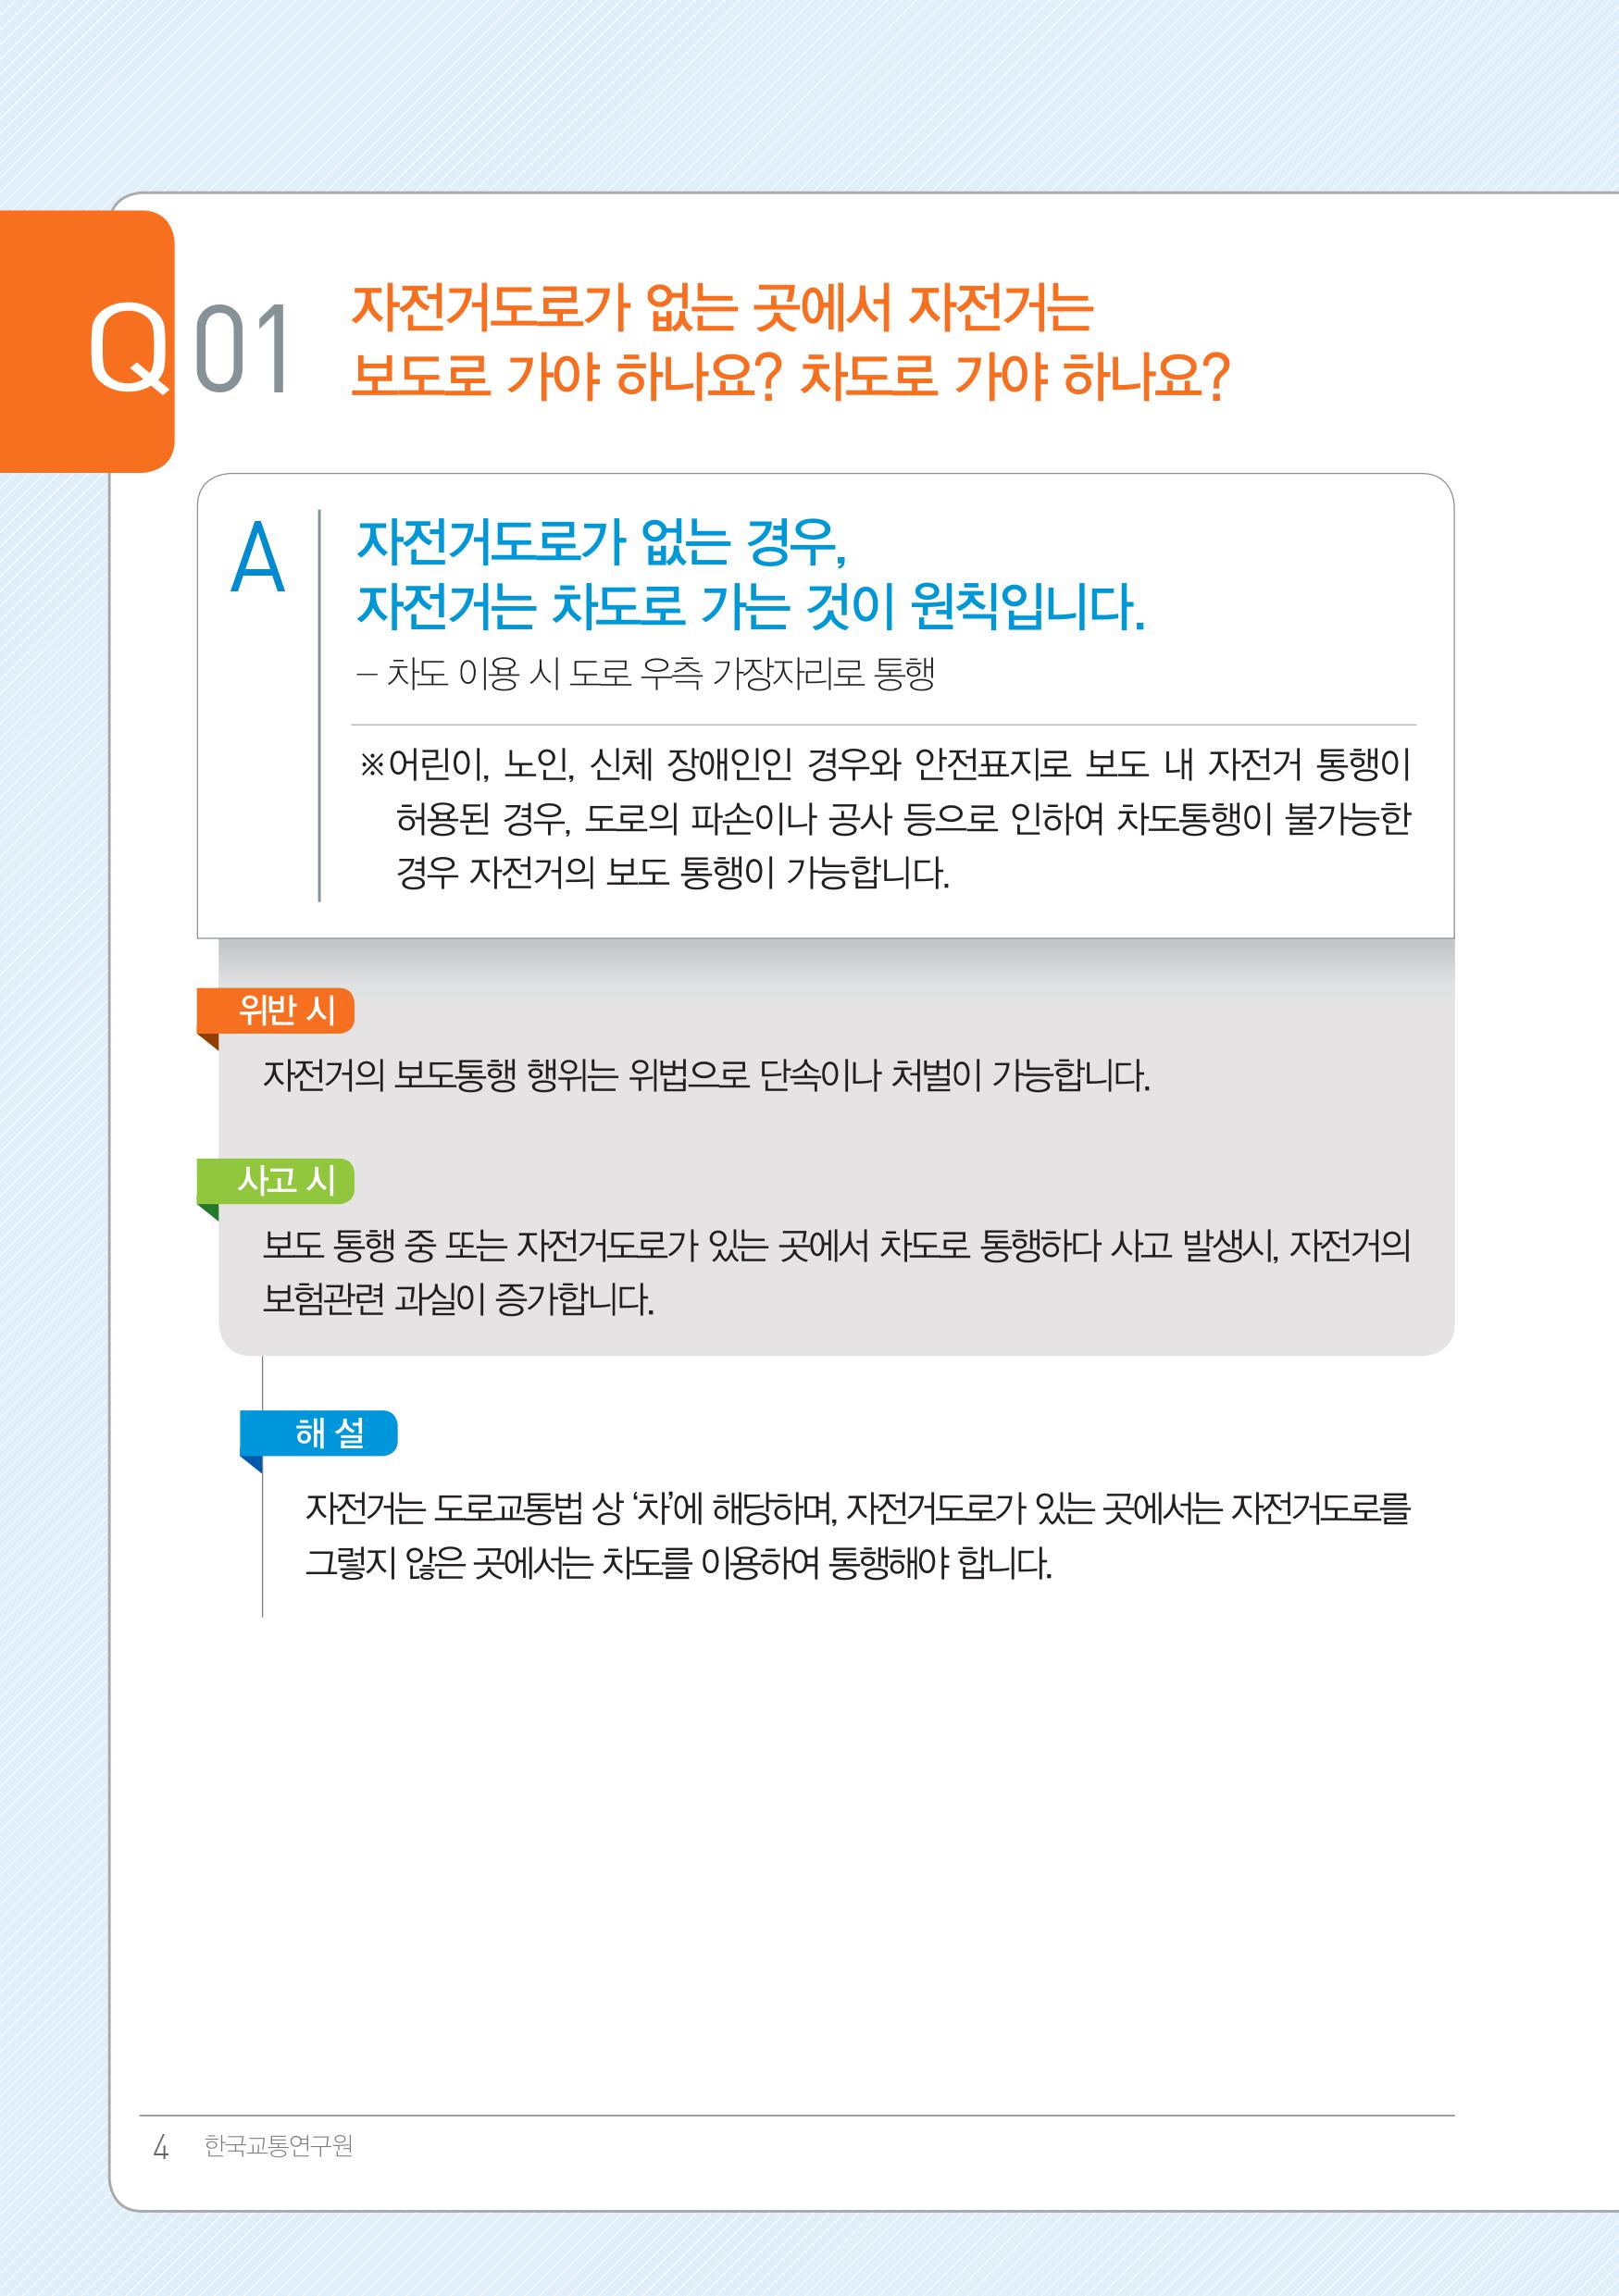 Q 01
자전거도로가 없는 곳에서 자전거는
보도로 가야 하나요? 차도로 가야 하나요?
A
자전거도로가 없는 경우,
자전거는 차도로 가는 것이 원칙입니다.
– 차도 이용 시 도로 우측 가장자리로 통행
※어린이, 노인, 신체 장애인인 경우와 안전표지로 보도 내 자전거 통행이
허용된 경우, 도로의 파손이나 공사 등으로 인하여 차도통행이 불가능한
경우 자전거의 보도 통행이 가능합니다.
위반 시
자전거의 보도통행 행위는 위법으로 단속이나 처벌이 가능합니다.
사고 시
보도 통행 중 또는 자전거도로가 있는 곳에서 차도로 통행하다 사고 발생시, 자전거의
보험관련 과실이 증가합니다.
해 설
자전거는 도로교통법 상 ‘차’에 해당하며, 자전거도로가 있는 곳에서는 자전거도로를
그렇지 않은 곳에서는 차도를 이용하여 통행해야 합니다.
4 한국교통연구원